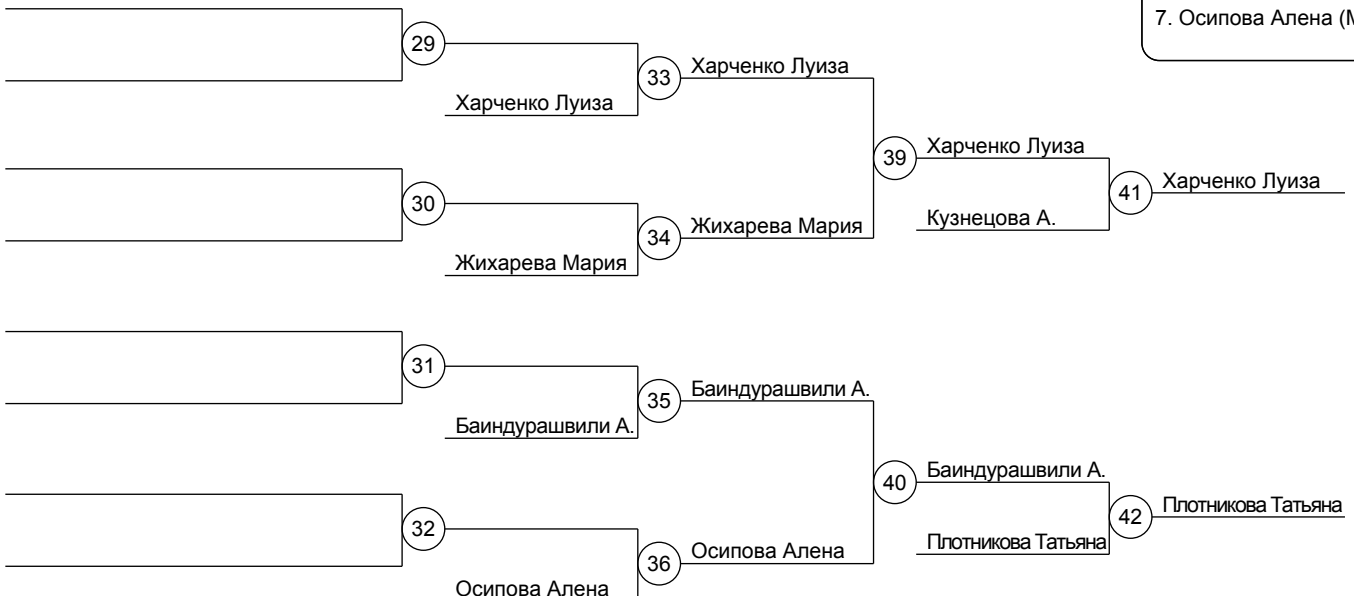 7. Осипова Алена (М
29
33
Харченко Луиза
Харченко Луиза
39
Харченко Луиза
41
Харченко Луиза
30
34
Жихарева Мария
Кузнецова А.
Жихарева Мария
31
35
Баиндурашвили А.
Баиндурашвили А.
40
Баиндурашвили А.
42
Плотникова Татьяна
32
36
Осипова Алена
Плотникова Татьяна
Осипова Алена